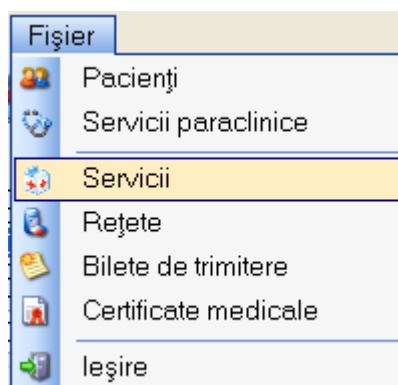 Fişier
Pacienţi
Servicii paraclinice
Servicii
Reţete
Bilete de trimitere
Certificate medicale
Ieşire